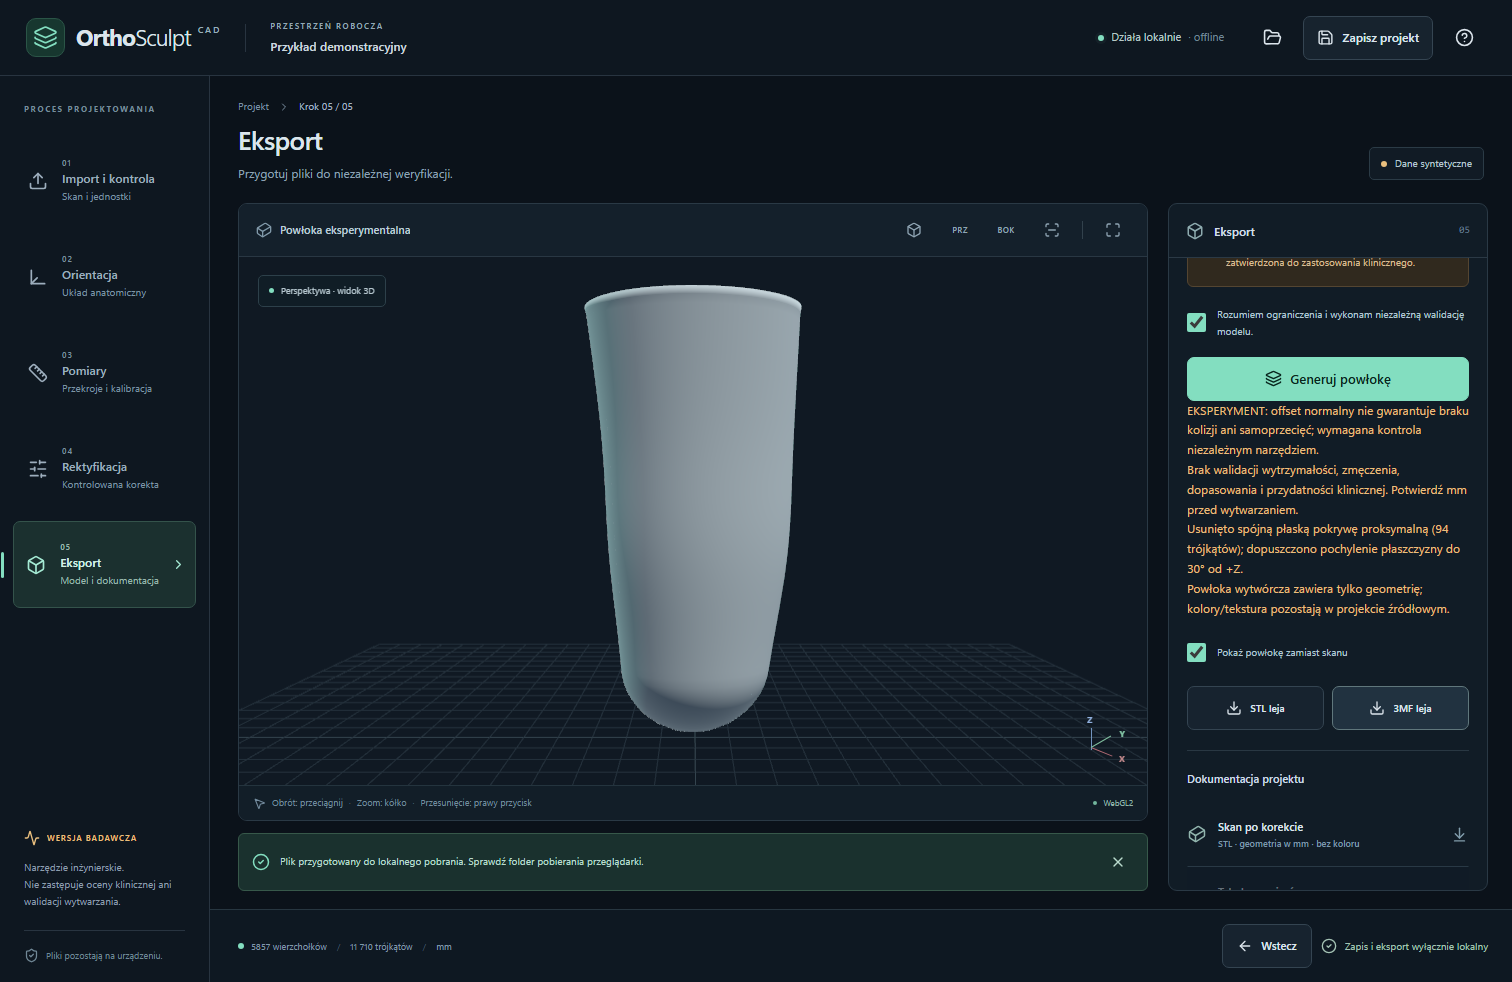 OrthoSculpt CAD
PRZESTRZEŃ ROBOCZA
Przykład demonstracyjny
Działa lokalnie · offline
Zapisz projekt
PROCES PROJEKTOWANIA
01
Import i kontrola
Skan i jednostki
02
Orientacja
Układ anatomiczny
03
Pomiary
Przekroje i kalibracja
04
Rektyfikacja
Kontrolowana korekta
05
Eksport
Model i dokumentacja
WERSJA BADAWCZA
Narzędzie inżynierskie.
Nie zastępuje oceny klinicznej ani
walidacji wytwarzania.
Pliki pozostają na urządzeniu.
Projekt
Krok 05 / 05
Eksport
Przygotuj pliki do niezależnej weryfikacji.
Dane syntetyczne
Powłoka eksperymentalna
PRZ
BOK
Perspektywa · widok 3D
Z
Y
X
Obrót: przeciągnij · Zoom: kółko · Przesunięcie: prawy przycisk
WebGL2
Plik przygotowany do lokalnego pobrania. Sprawdź folder pobierania przeglądarki.
Eksport
05
zatwierdzona do zastosowania klinicznego.
Rozumiem ograniczenia i wykonam niezależną walidację
modelu.
Generuj powłokę
EKSPERYMENT: offset normalny nie gwarantuje braku
kolizji ani samoprzecięć; wymagana kontrola
niezależnym narzędziem.
Brak walidacji wytrzymałości, zmęczenia,
dopasowania i przydatności klinicznej. Potwierdź mm
przed wytwarzaniem.
Usunięto spójną płaską pokrywę proksymalną (94
trójkątów); dopuszczono pochylenie płaszczyzny do
30° od +Z.
Powłoka wytwórcza zawiera tylko geometrię;
kolory/tekstura pozostają w projekcie źródłowym.
Pokaż powłokę zamiast skanu
STL leja
3MF leja
Dokumentacja projektu
Skan po korekcie
STL · geometria w mm · bez koloru
5857 wierzchołków / 11 710 trójkątów / mm
Wstecz
Zapis i eksport wyłącznie lokalny